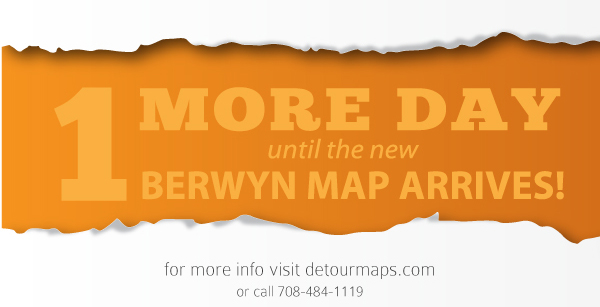 1 MORE DAY
until the new
BERWYN MAP ARRIVES!
for more info visit detourmaps.com
or call 708-484-1119